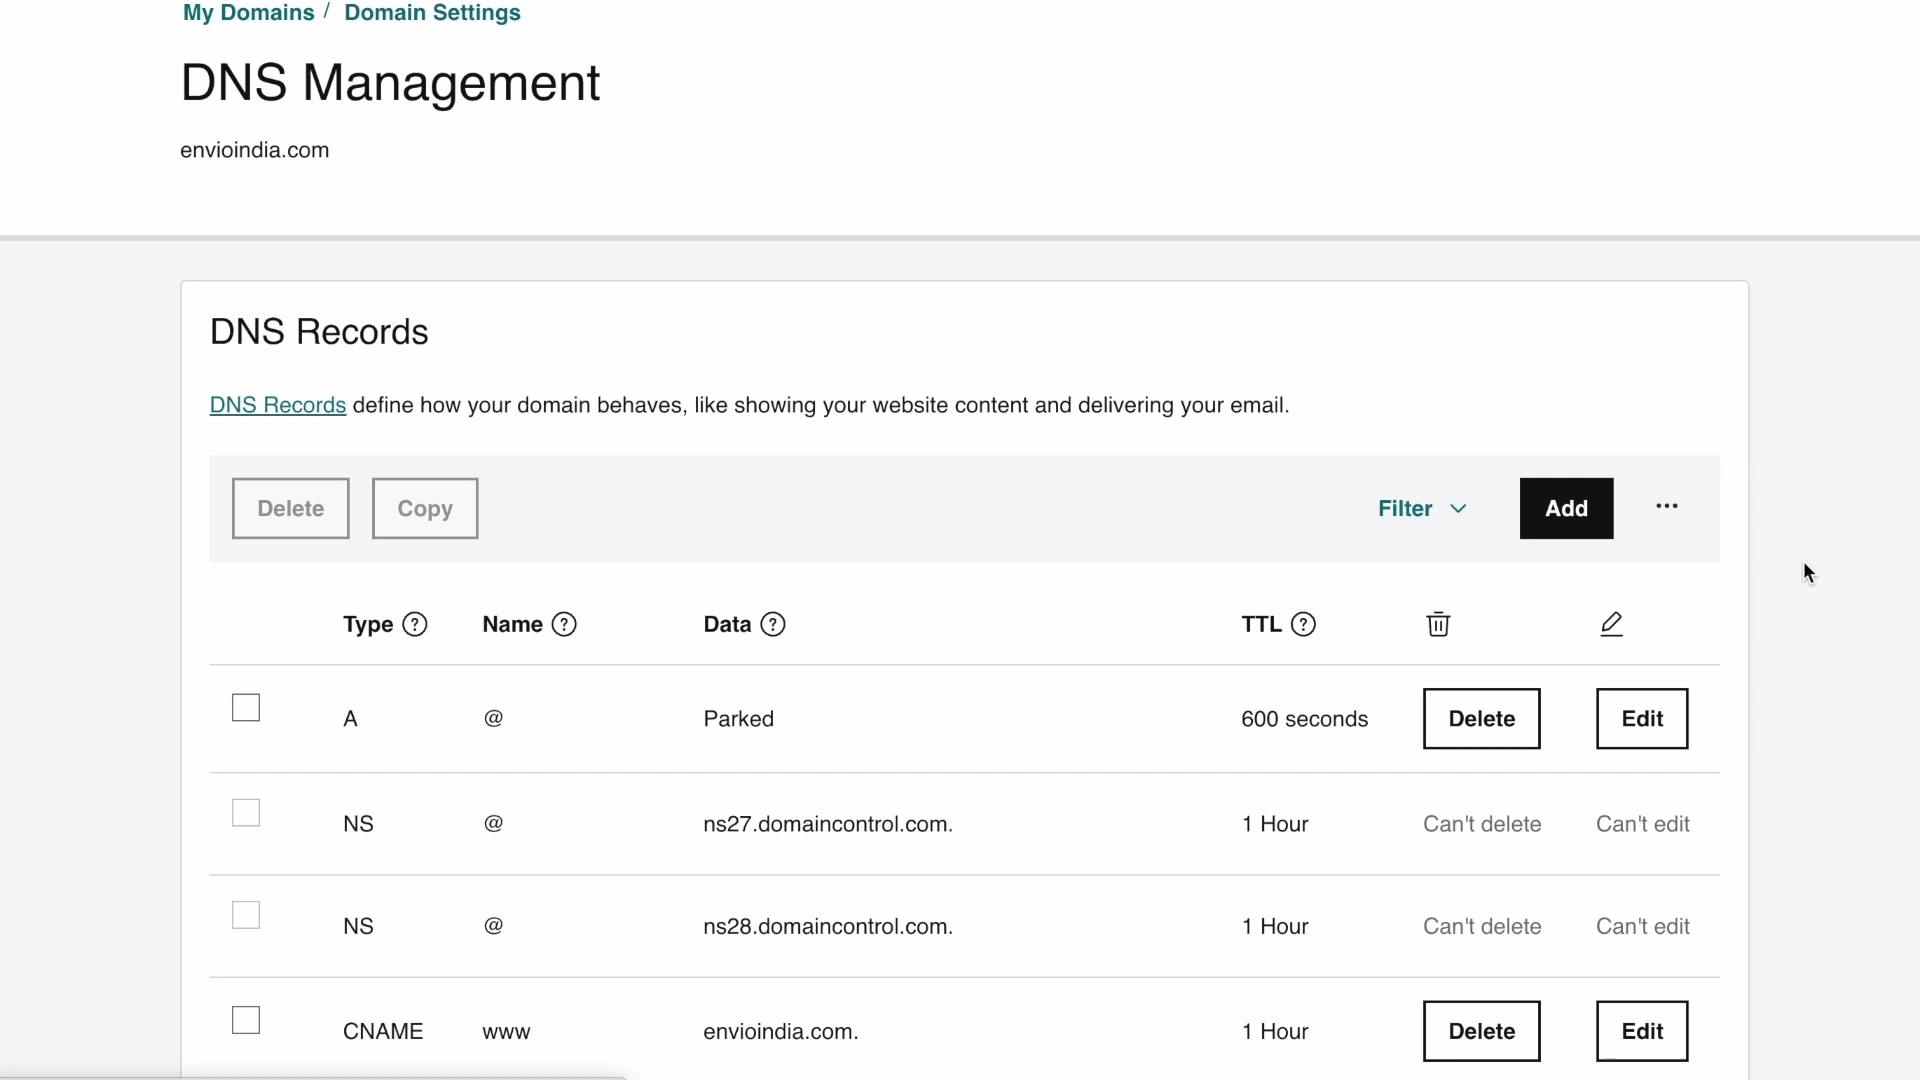 My Domains / Domain Settings
DNS Management
envioindia.com
DNS Records
DNS Records define how your domain behaves, like showing your website content and delivering your email.
Delete Copy Filter Add ...
Type ? Name ? Data ? TTL ?
A @ Parked 600 seconds Delete Edit
NS @ ns27.domaincontrol.com. 1 Hour Can't delete Can't edit
NS @ ns28.domaincontrol.com. 1 Hour Can't delete Can't edit
CNAME www envioindia.com. 1 Hour Delete Edit